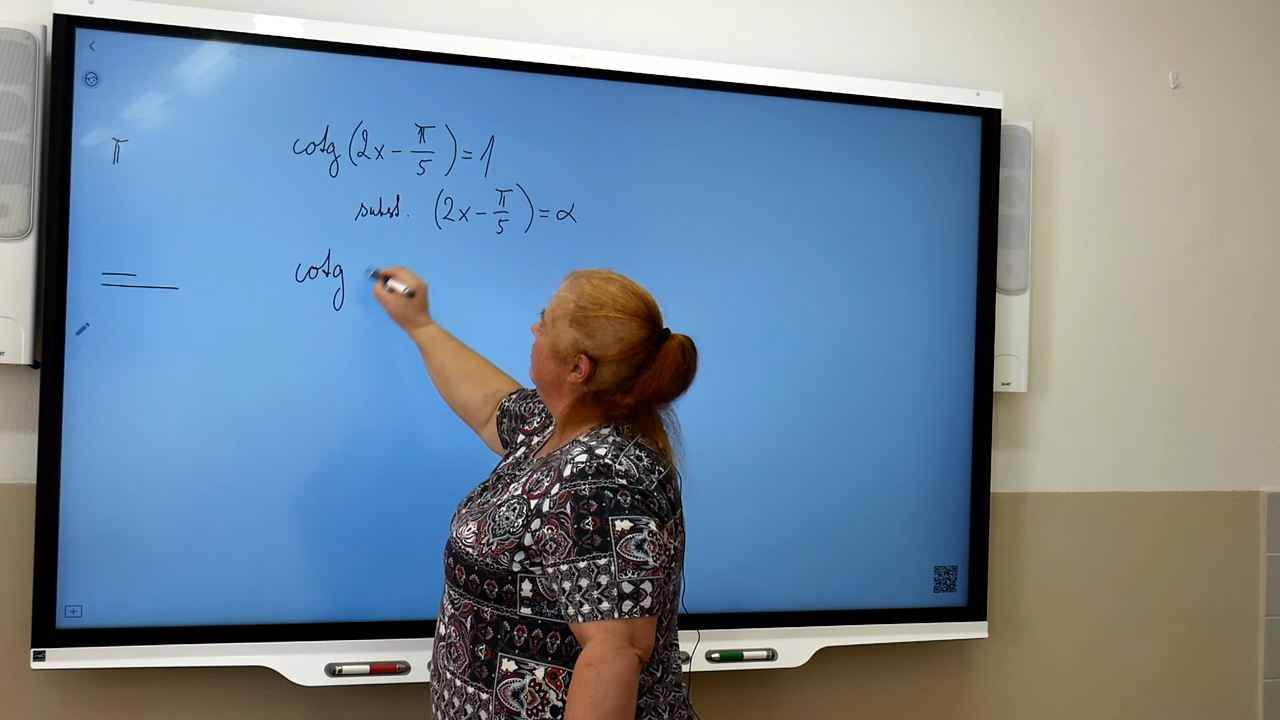 π
cotg(2x - π/5) = 1
subst. (2x - π/5) = α
cotg